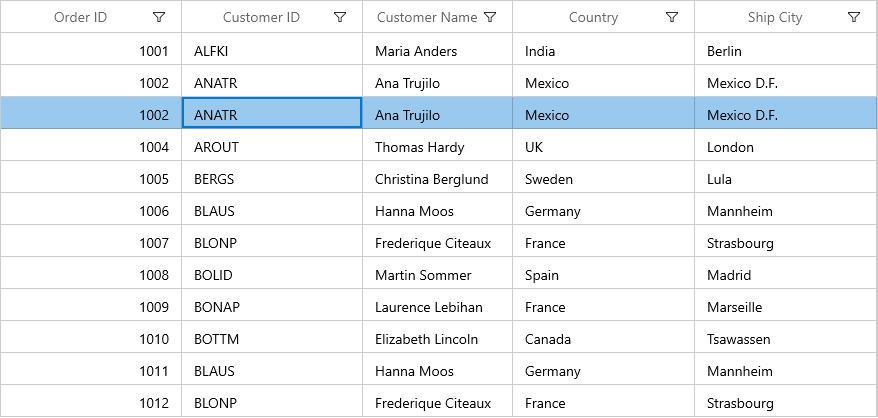 Order ID Customer ID Customer Name Country Ship City
1001 ALFKI Maria Anders India Berlin
1002 ANATR Ana Trujilo Mexico Mexico D.F.
1002 ANATR Ana Trujilo Mexico Mexico D.F.
1004 AROUT Thomas Hardy UK London
1005 BERGS Christina Berglund Sweden Lula
1006 BLAUS Hanna Moos Germany Mannheim
1007 BLONP Frederique Citeaux France Strasbourg
1008 BOLID Martin Sommer Spain Madrid
1009 BONAP Laurence Lebihan France Marseille
1010 BOTTM Elizabeth Lincoln Canada Tsawassen
1011 BLAUS Hanna Moos Germany Mannheim
1012 BLONP Frederique Citeaux France Strasbourg